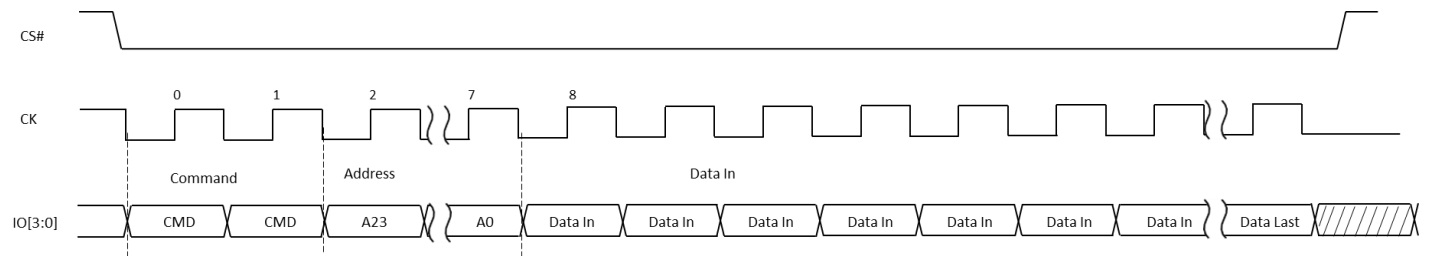 CS#
0 1 2 7 8
CK
Command Address Data In
IO[3:0] CMD CMD A23 A0 Data In Data In Data In Data In Data In Data In Data In Data Last